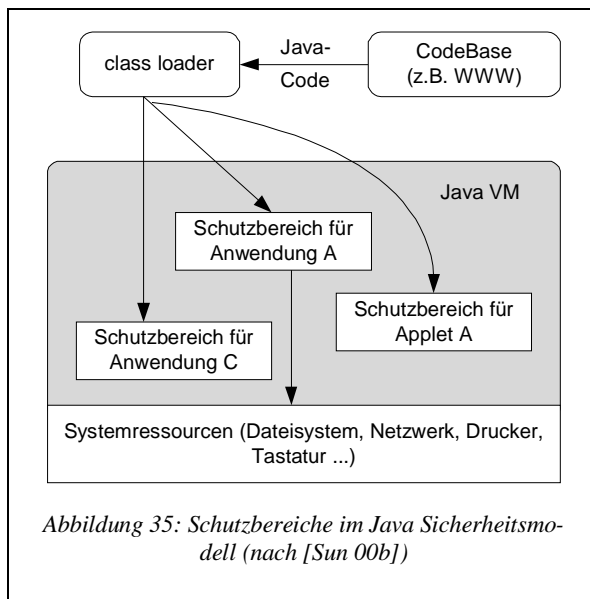 class loader
Java-
Code
CodeBase
(z.B. WWW)
Java VM
Schutzbereich für
Anwendung A
Schutzbereich für
Applet A
Schutzbereich für
Anwendung C
Systemressourcen (Dateisystem, Netzwerk, Drucker,
Tastatur ...)
Abbildung 35: Schutzbereiche im Java Sicherheitsmo-
dell (nach [Sun 00b])